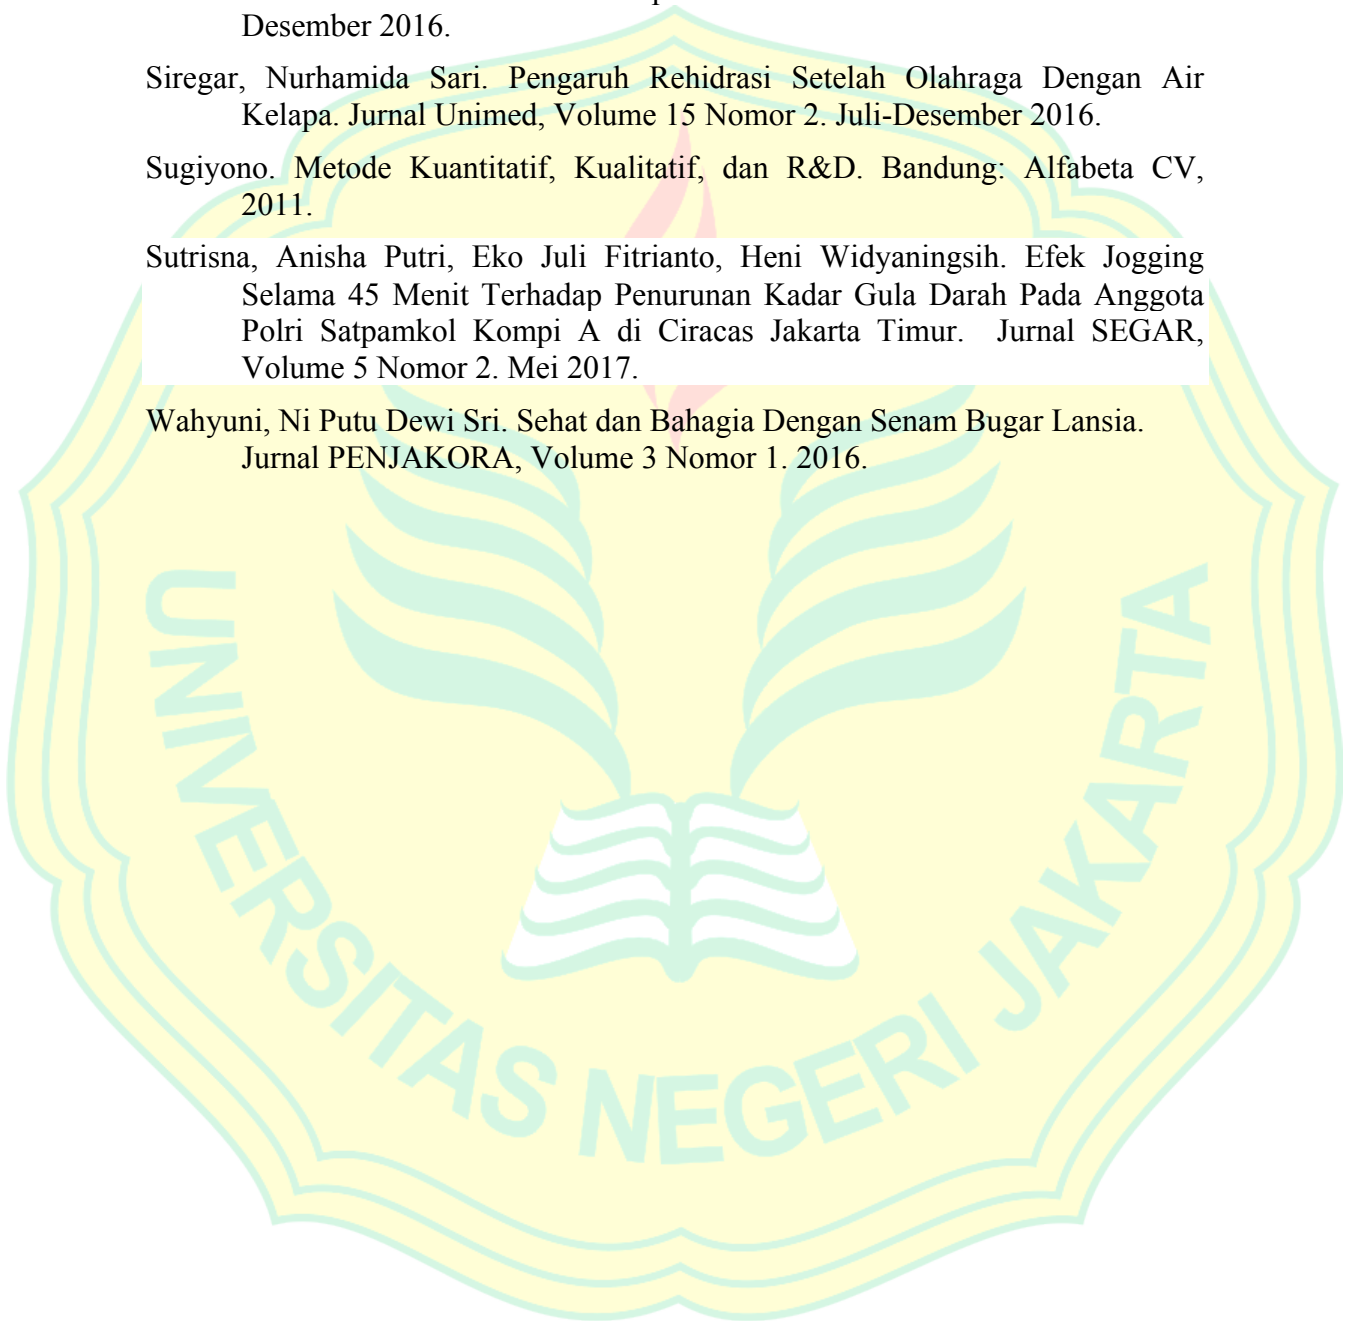 Desember 2016.
Siregar, Nurhamida Sari. Pengaruh Rehidrasi Setelah Olahraga Dengan Air
Kelapa. Jurnal Unimed, Volume 15 Nomor 2. Juli-Desember 2016.
Sugiyono. Metode Kuantitatif, Kualitatif, dan R&D. Bandung: Alfabeta CV,
2011.
Sutrisna, Anisha Putri, Eko Juli Fitrianto, Heni Widyaningsih. Efek Jogging
Selama 45 Menit Terhadap Penurunan Kadar Gula Darah Pada Anggota
Polri Satpamkol Kompi A di Ciracas Jakarta Timur. Jurnal SEGAR,
Volume 5 Nomor 2. Mei 2017.
Wahyuni, Ni Putu Dewi Sri. Sehat dan Bahagia Dengan Senam Bugar Lansia.
Jurnal PENJAKORA, Volume 3 Nomor 1. 2016.
UNIVERSITAS NEGERI JAKARTA